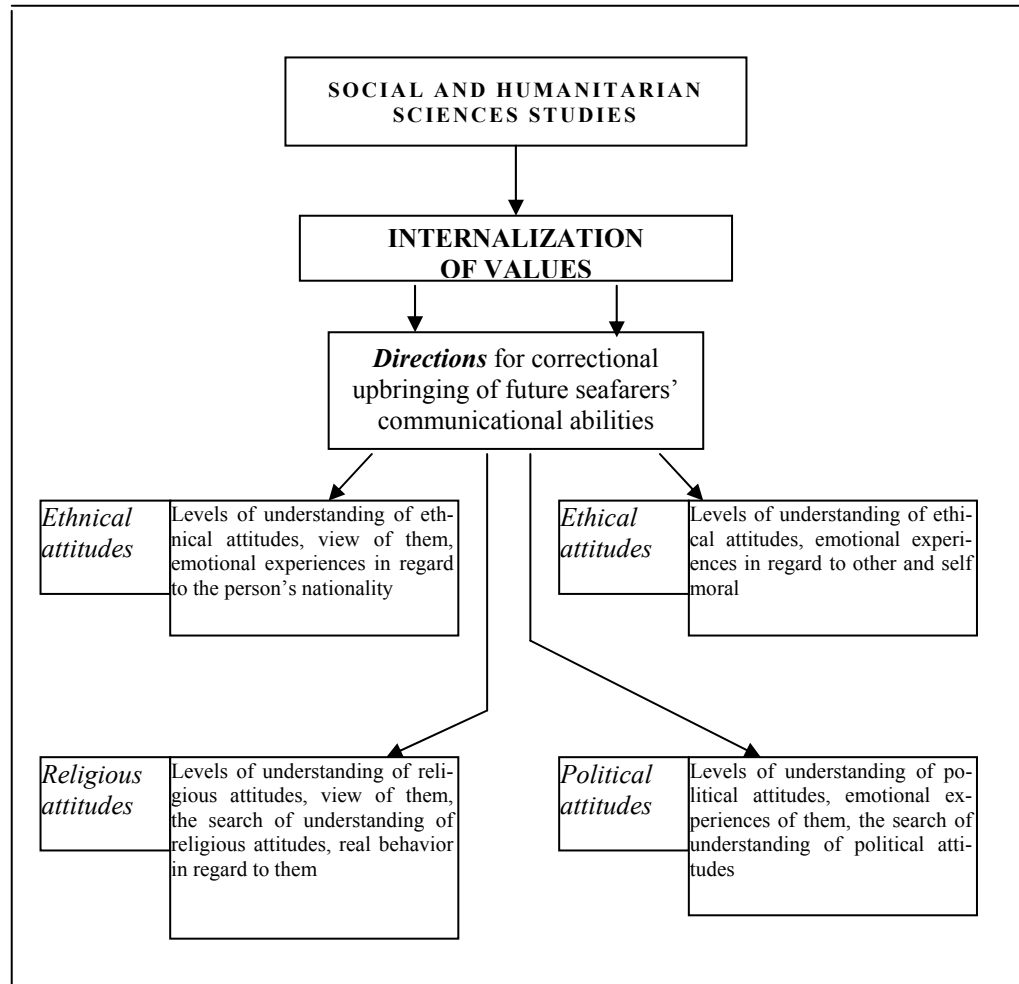 SOCIAL AND HUMANITARIAN
SCIENCES STUDIES
INTERNALIZATION
OF VALUES
Directions for correctional
upbringing of future seafarers’
communicational abilities
Ethnical
attitudes
Levels of understanding of eth-
nical attitudes, view of them,
emotional experiences in regard
to the person’s nationality
Ethical
attitudes
Levels of understanding of ethi-
cal attitudes, emotional experi-
ences in regard to other and self
moral
Religious
attitudes
Levels of understanding of reli-
gious attitudes, view of them,
the search of understanding of
religious attitudes, real behavior
in regard to them
Political
attitudes
Levels of understanding of po-
litical attitudes, emotional ex-
periences of them, the search of
understanding of political atti-
tudes